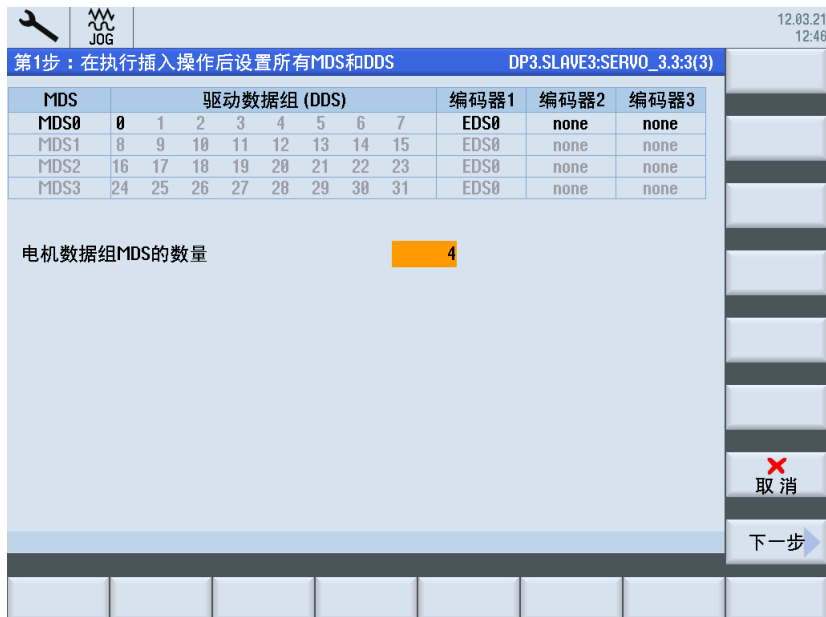 12.03.21
JOG
12:46
第1步：在执行插入操作后设置所有MDS和DDS DP3.SLAVE3:SERVO_3.3:3(3)
MDS 驱动数据组 (DDS) 编码器1 编码器2 编码器3
MDS0 0 1 2 3 4 5 6 7 EDS0 none none
MDS1 8 9 10 11 12 13 14 15 EDS0 none none
MDS2 16 17 18 19 20 21 22 23 EDS0 none none
MDS3 24 25 26 27 28 29 30 31 EDS0 none none
电机数据组MDS的数量 4
取消
下一步